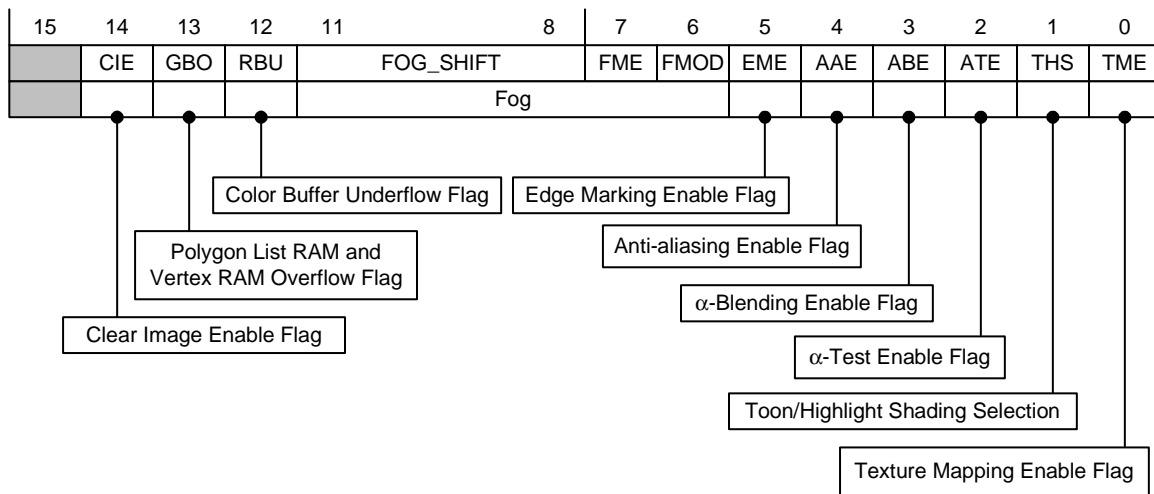 15 14 13 12 11 8 7 6 5 4 3 2 1 0
CIE GBO RBU FOG_SHIFT FME FMOD EME AAE ABE ATE THS TME
Fog
Color Buffer Underflow Flag
Edge Marking Enable Flag
Polygon List RAM and
Vertex RAM Overflow Flag
Anti-aliasing Enable Flag
α-Blending Enable Flag
Clear Image Enable Flag
α-Test Enable Flag
Toon/Highlight Shading Selection
Texture Mapping Enable Flag